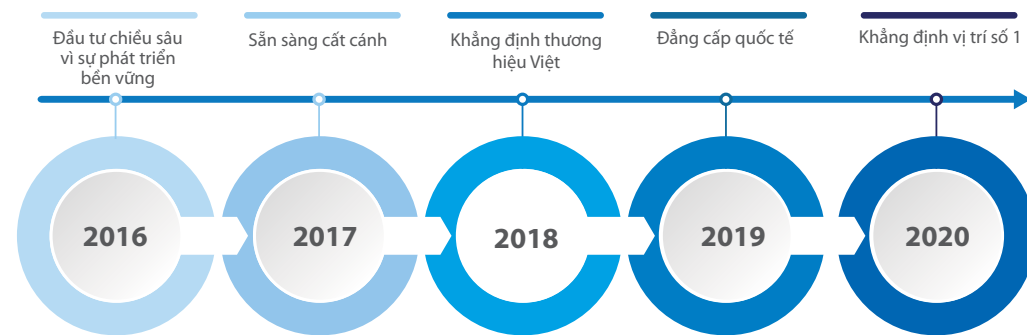 Đầu tư chiều sâu
vì sự phát triển
bền vững
Sẵn sàng cất cánh
Khẳng định thương
hiệu Việt
Đẳng cấp quốc tế
Khẳng định vị trí số 1
2016
2017
2018
2019
2020